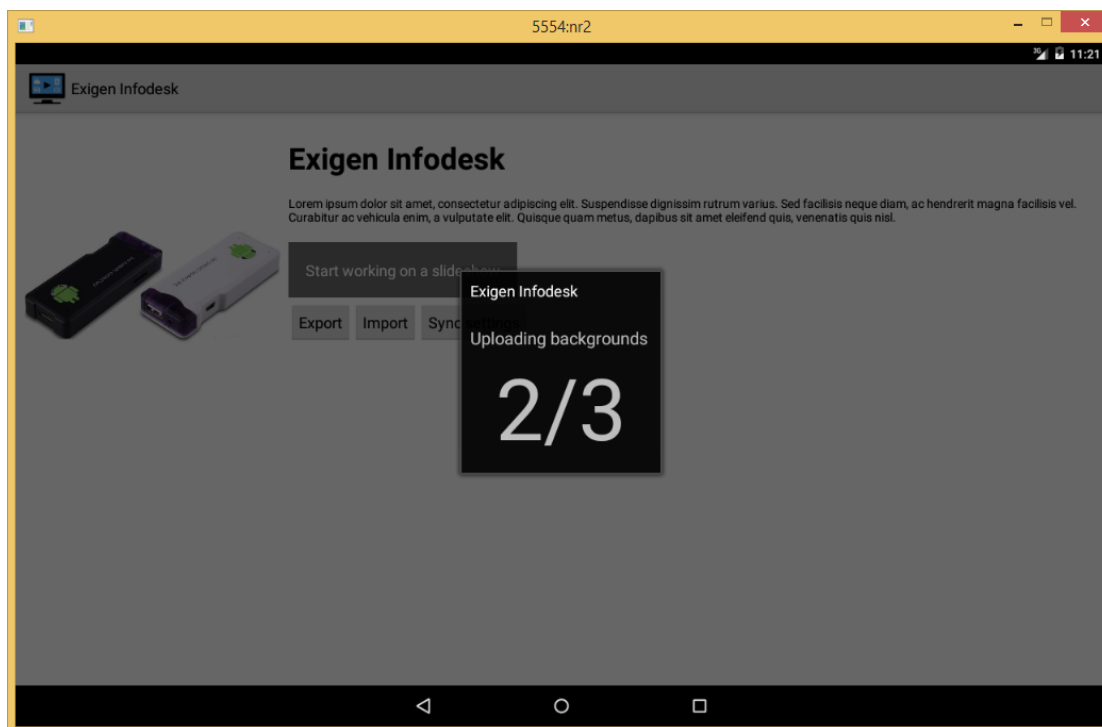 5554:nr2
3G 11:21
Exigen Infodesk
Exigen Infodesk
Lorem ipsum dolor sit amet, consectetur adipiscing elit. Suspendisse dignissim rutrum varius. Sed facilisis neque diam, ac hendrerit magna facilisis vel.
Curabitur ac vehicula enim, a vulputate elit. Quisque quam metus, dapibus sit amet eleifend quis, venenatis quis nisl.
Start working on a slideshow
Export Import Sync settings
Exigen Infodesk
Uploading backgrounds
2/3